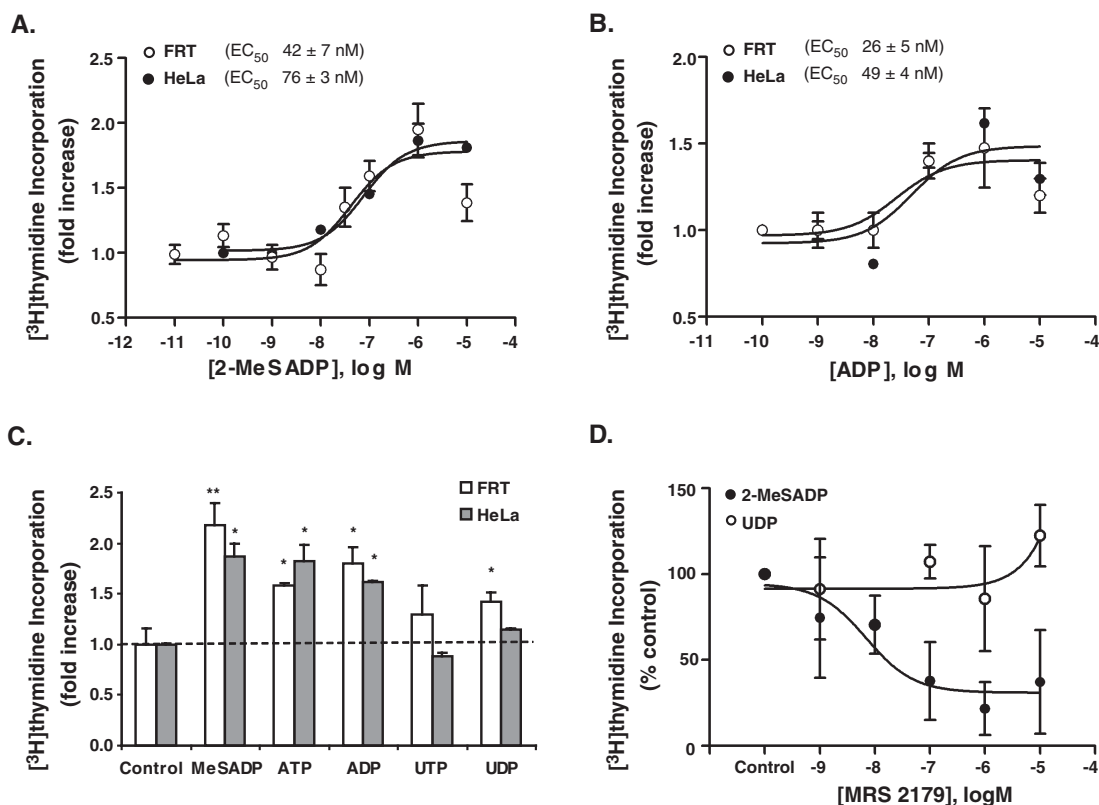 A.
FRT (EC50 42 ± 7 nM)
HeLa (EC50 76 ± 3 nM)
[3H]thymidine Incorporation
(fold increase)
2.5
2.0
1.5
1.0
0.5
-12 -11 -10 -9 -8 -7 -6 -5 -4
[2-MeSADP], log M
B.
FRT (EC50 26 ± 5 nM)
HeLa (EC50 49 ± 4 nM)
[3H]thymidine Incorporation
(fold increase)
2.0
1.5
1.0
0.5
-11 -10 -9 -8 -7 -6 -5 -4
[ADP], log M
C.
FRT
HeLa
[3H]thymidine Incorporation
(fold increase)
2.5
2.0
1.5
1.0
0.5
0.0
** * * * * * *
Control MeSADP ATP ADP UTP UDP
D.
2-MeSADP
UDP
[3H]thymidine Incorporation
(% control)
150
100
50
0
Control -9 -8 -7 -6 -5 -4
[MRS 2179], logM